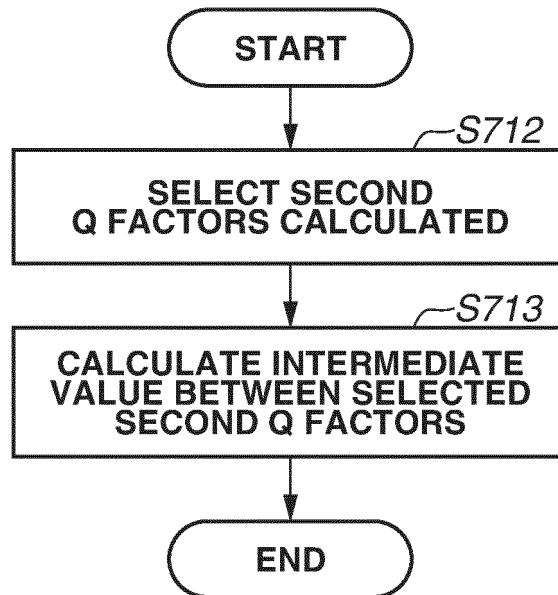 START
S712
SELECT SECOND
Q FACTORS CALCULATED
S713
CALCULATE INTERMEDIATE
VALUE BETWEEN SELECTED
SECOND Q FACTORS
END